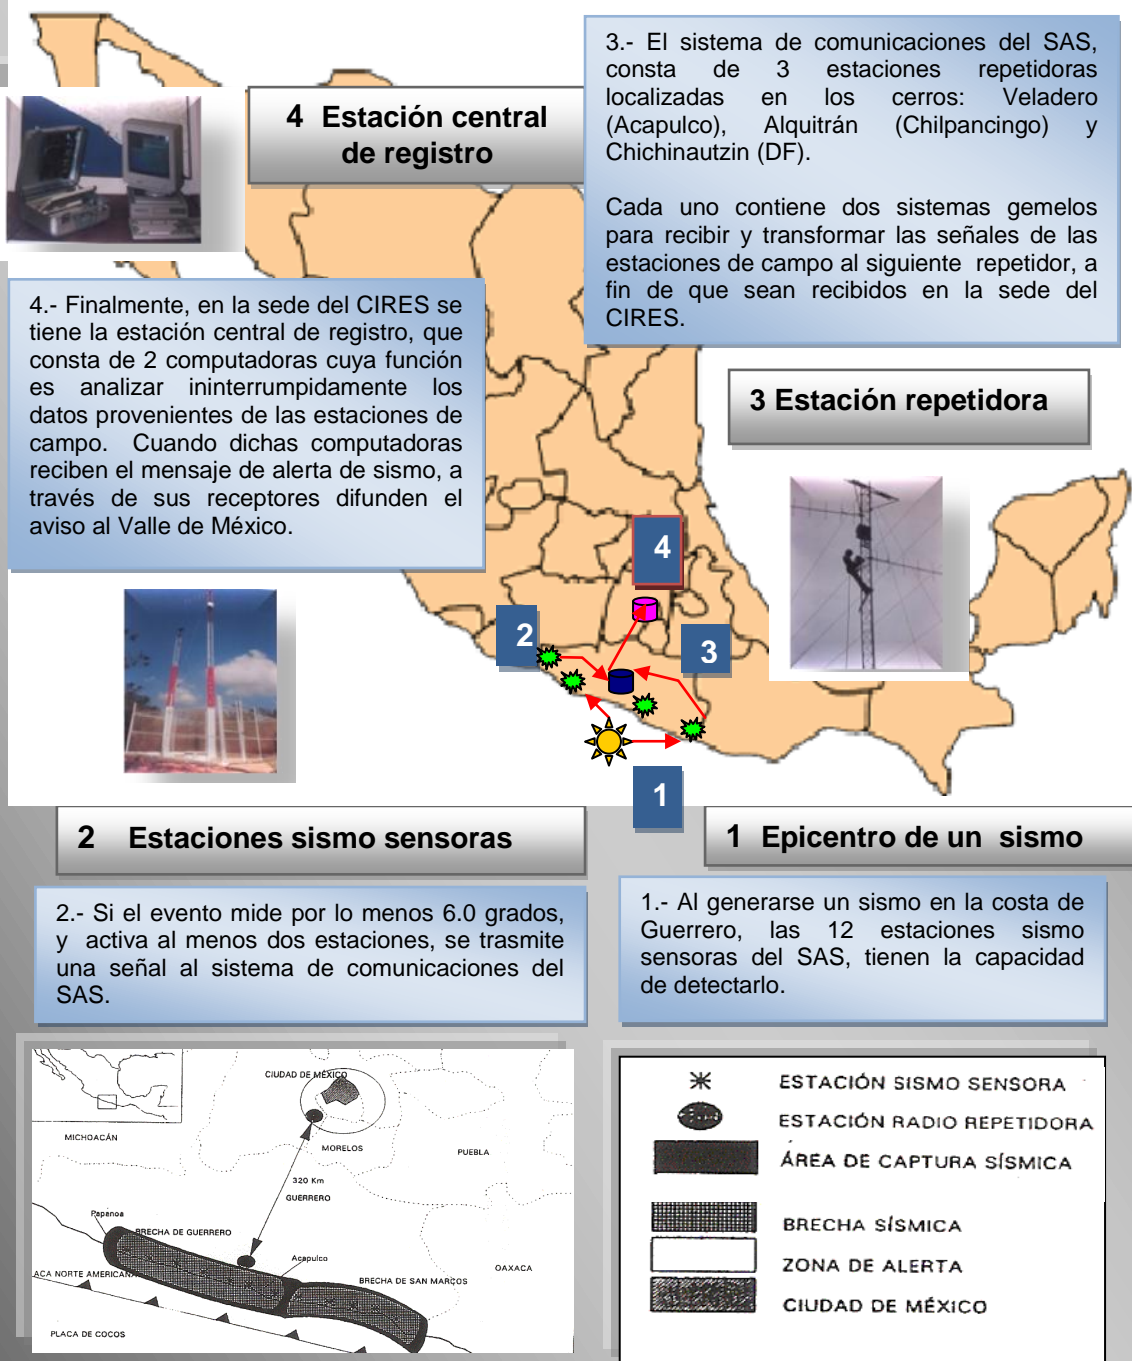 3.- El sistema de comunicaciones del SAS,
consta de 3 estaciones repetidoras
localizadas en los cerros: Veladero
(Acapulco), Alquitrán (Chilpancingo) y
Chichinautzin (DF).
Cada uno contiene dos sistemas gemelos
para recibir y transformar las señales de las
estaciones de campo al siguiente repetidor, a
fin de que sean recibidos en la sede del
CIRES.
4 Estación central
de registro
4.- Finalmente, en la sede del CIRES se
tiene la estación central de registro, que
consta de 2 computadoras cuya función
es analizar ininterrumpidamente los
datos provenientes de las estaciones de
campo. Cuando dichas computadoras
reciben el mensaje de alerta de sismo, a
través de sus receptores difunden el
aviso al Valle de México.
3 Estación repetidora
4
2
3
1
2 Estaciones sismo sensoras
1 Epicentro de un sismo
2.- Si el evento mide por lo menos 6.0 grados,
y activa al menos dos estaciones, se trasmite
una señal al sistema de comunicaciones del
SAS.
1.- Al generarse un sismo en la costa de
Guerrero, las 12 estaciones sismo
sensoras del SAS, tienen la capacidad
de detectarlo.
CIUDAD DE MÉXICO
MICHOACÁN
MORELOS
PUEBLA
320 Km
GUERRERO
Papanoa
BRECHA DE GUERRERO
Acapulco
OAXACA
ACA NORTE AMERICANA
BRECHA DE SAN MARCOS
PLACA DE COCOS
ESTACIÓN SISMO SENSORA
ESTACIÓN RADIO REPETIDORA
ÁREA DE CAPTURA SÍSMICA
BRECHA SÍSMICA
ZONA DE ALERTA
CIUDAD DE MÉXICO